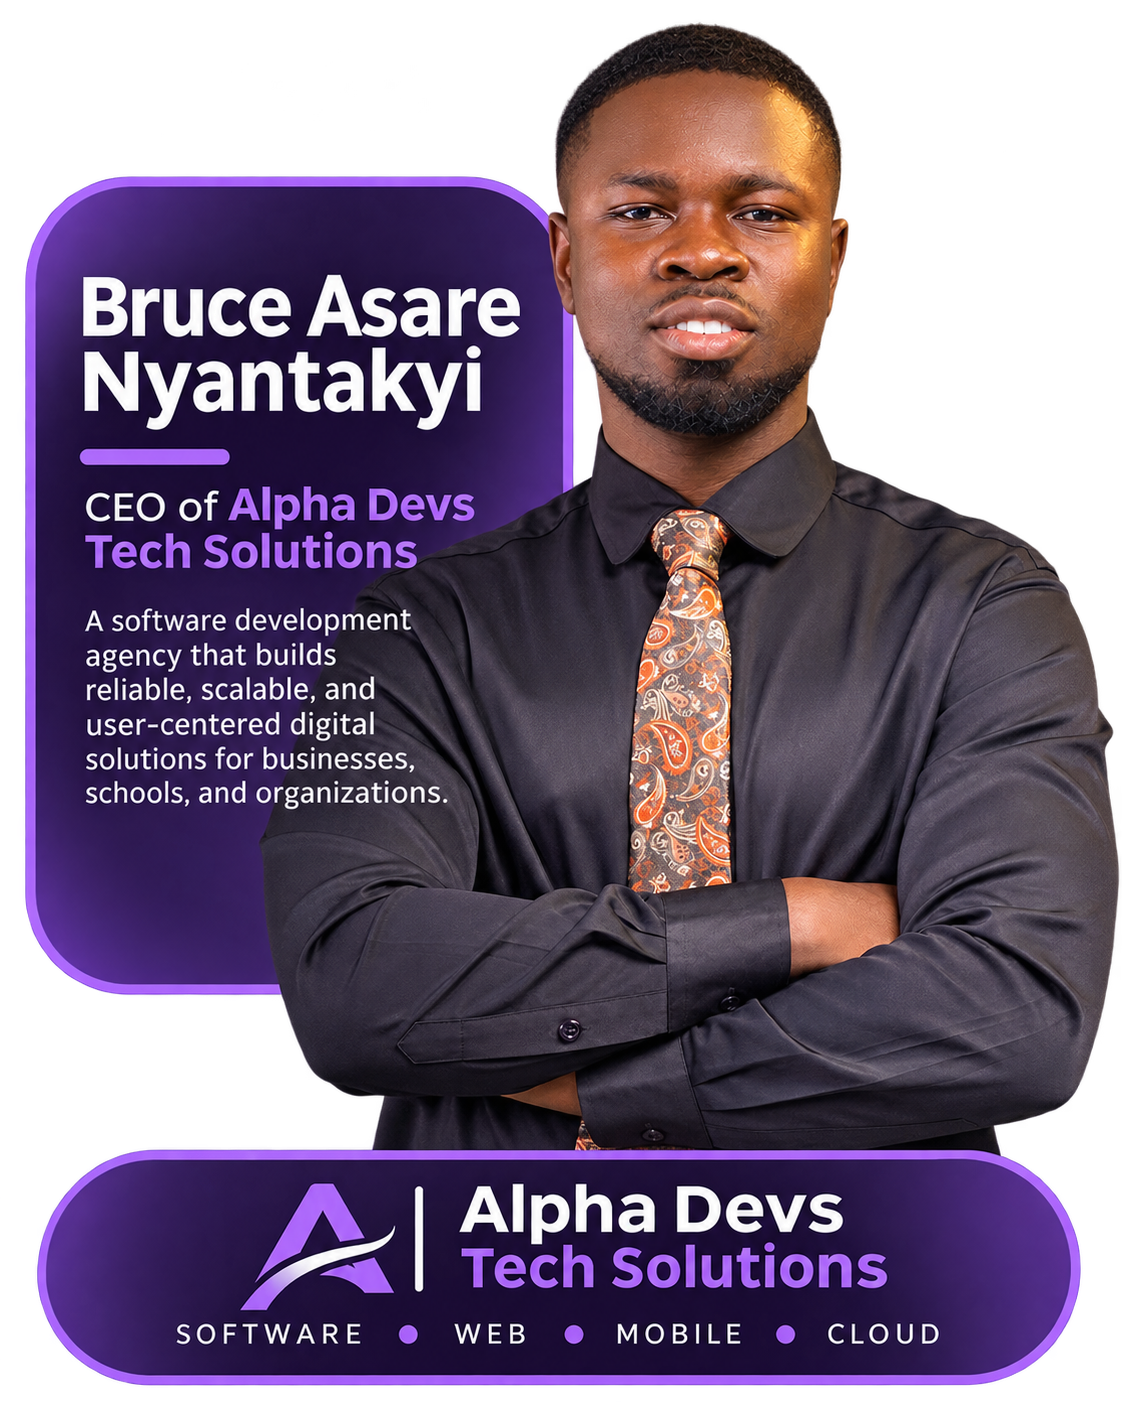 Bruce Asare
Nyantakyi
CEO of Alpha Devs
Tech Solutions
A software development
agency that builds
reliable, scalable, and
user-centered digital
solutions for businesses,
schools, and organizations.
Alpha Devs
Tech Solutions
SOFTWARE ● WEB ● MOBILE ● CLOUD